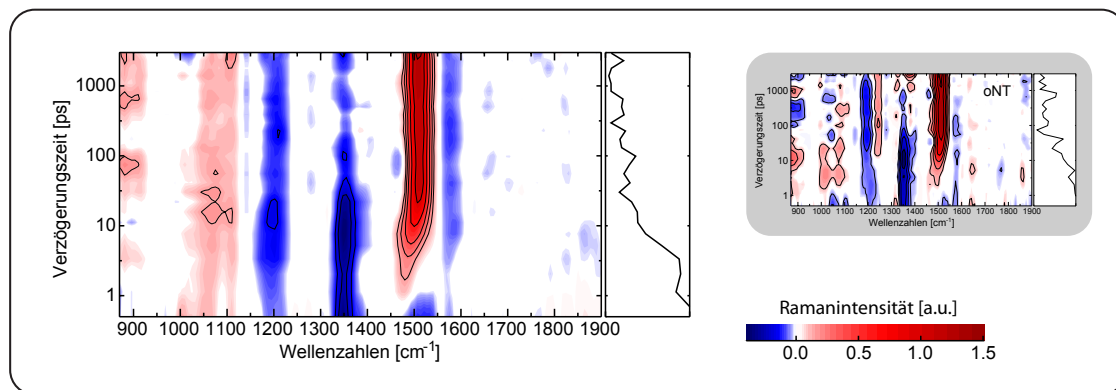 Verzögerungszeit [ps]
1000
100
10
1
900 1000 1100 1200 1300 1400 1500 1600 1700 1800 1900
Wellenzahlen [cm-1]
oNT
Verzögerungszeit [ps]
1000
100
10
1
900 1000 1100 1200 1300 1400 1500 1600 1700 1800 1900
Wellenzahlen [cm-1]
Ramanintensität [a.u.]
0.0 0.5 1.0 1.5